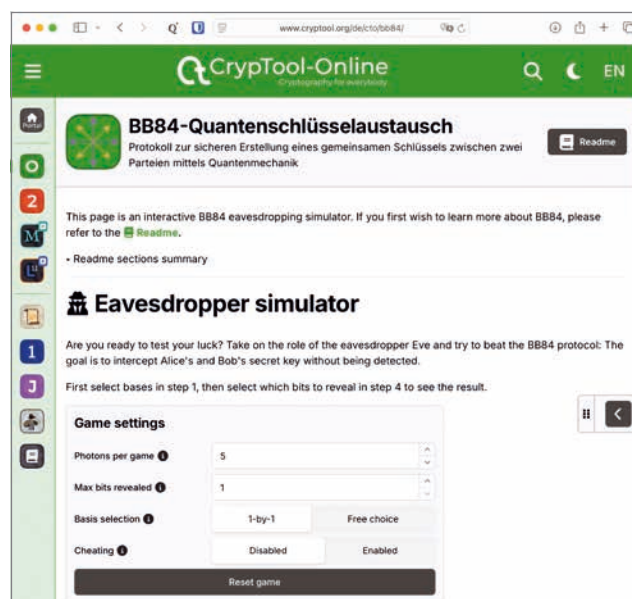 www.cryptool.org/de/cto/bb84/
CrypTool-Online
Cryptography for everybody
EN
Portal
BB84-Quantenschlüsselaustausch
Protokoll zur sicheren Erstellung eines gemeinsamen Schlüssels zwischen zwei
Parteien mittels Quantenmechanik
Readme
2
M
1
J
This page is an interactive BB84 eavesdropping simulator. If you first wish to learn more about BB84, please
refer to the Readme.
• Readme sections summary
Eavesdropper simulator
Are you ready to test your luck? Take on the role of the eavesdropper Eve and try to beat the BB84 protocol: The
goal is to intercept Alice's and Bob's secret key without being detected.
First select bases in step 1, then select which bits to reveal in step 4 to see the result.
Game settings
Photons per game 5
Max bits revealed 1
Basis selection 1-by-1 Free choice
Cheating Disabled Enabled
Reset game